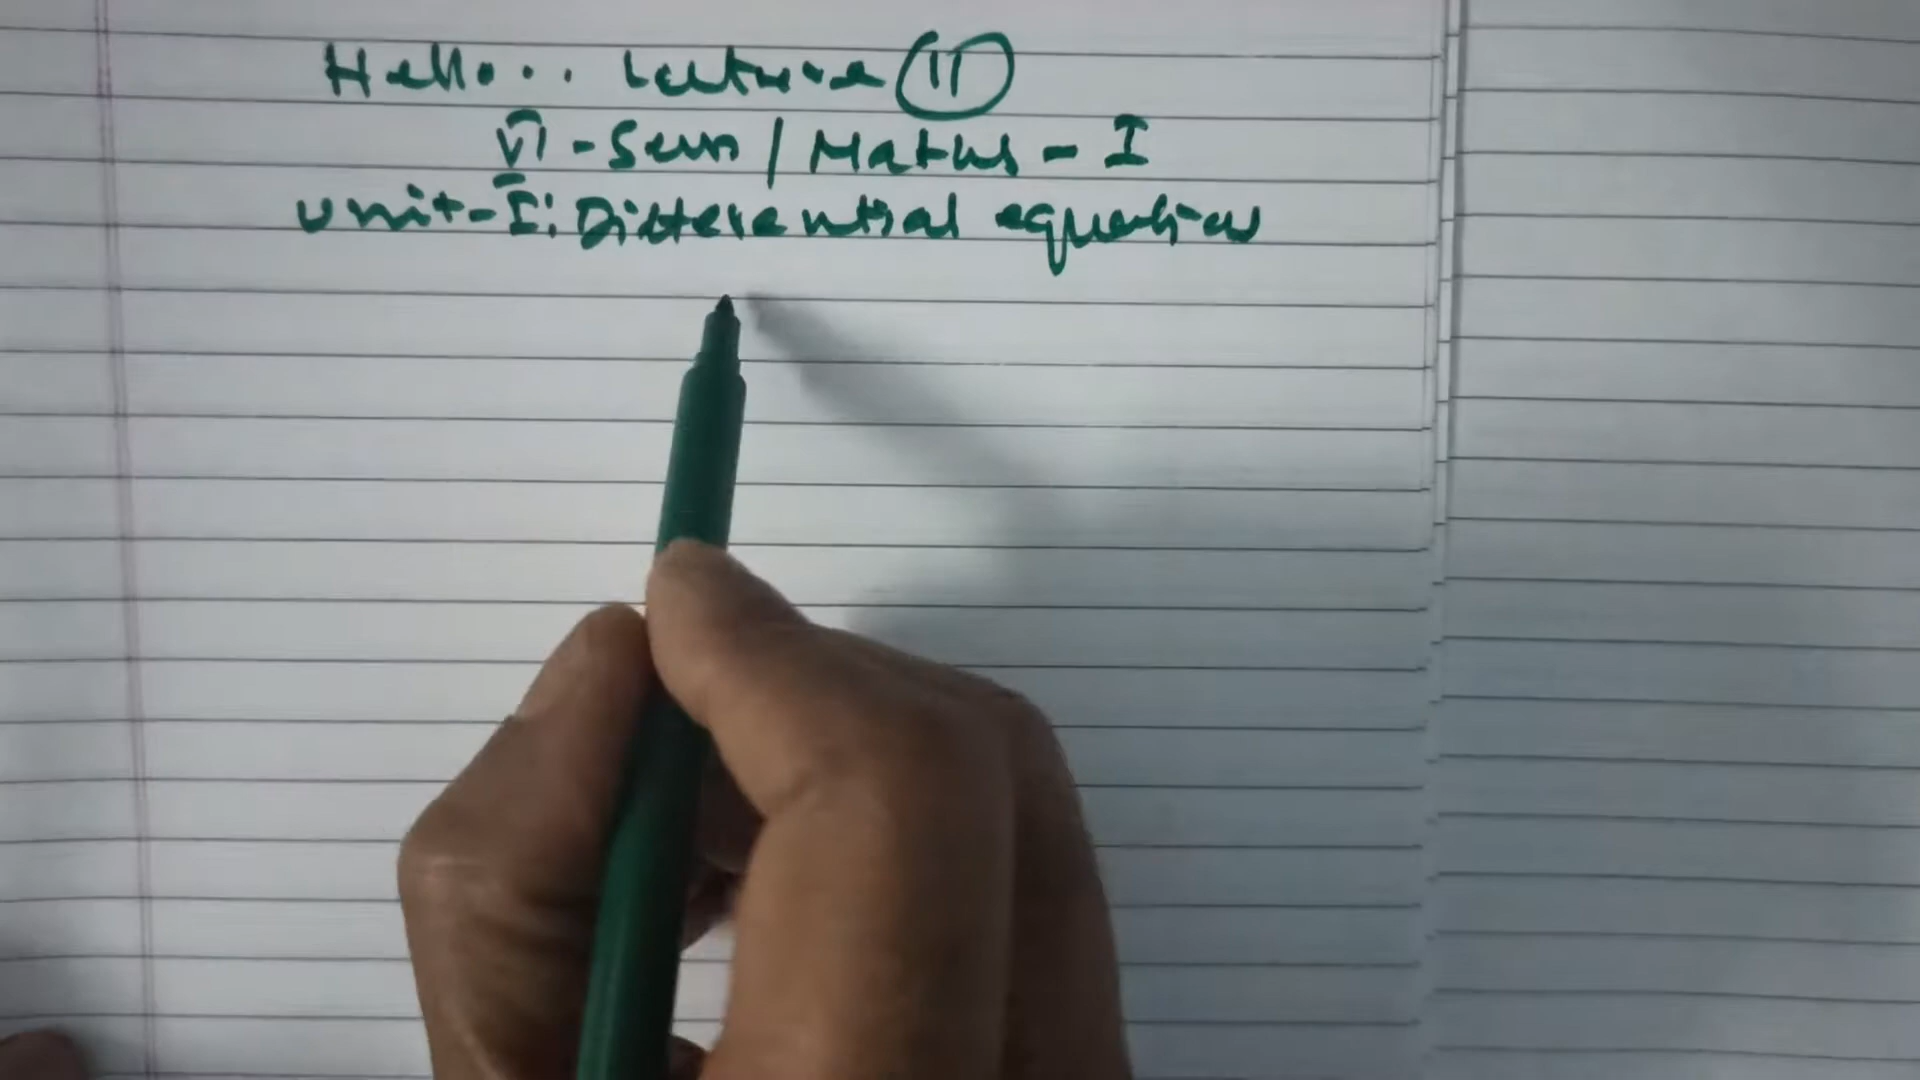 Hello.. Lecture 11
VI - Sem / Maths - I
Unit-I: Differential equation